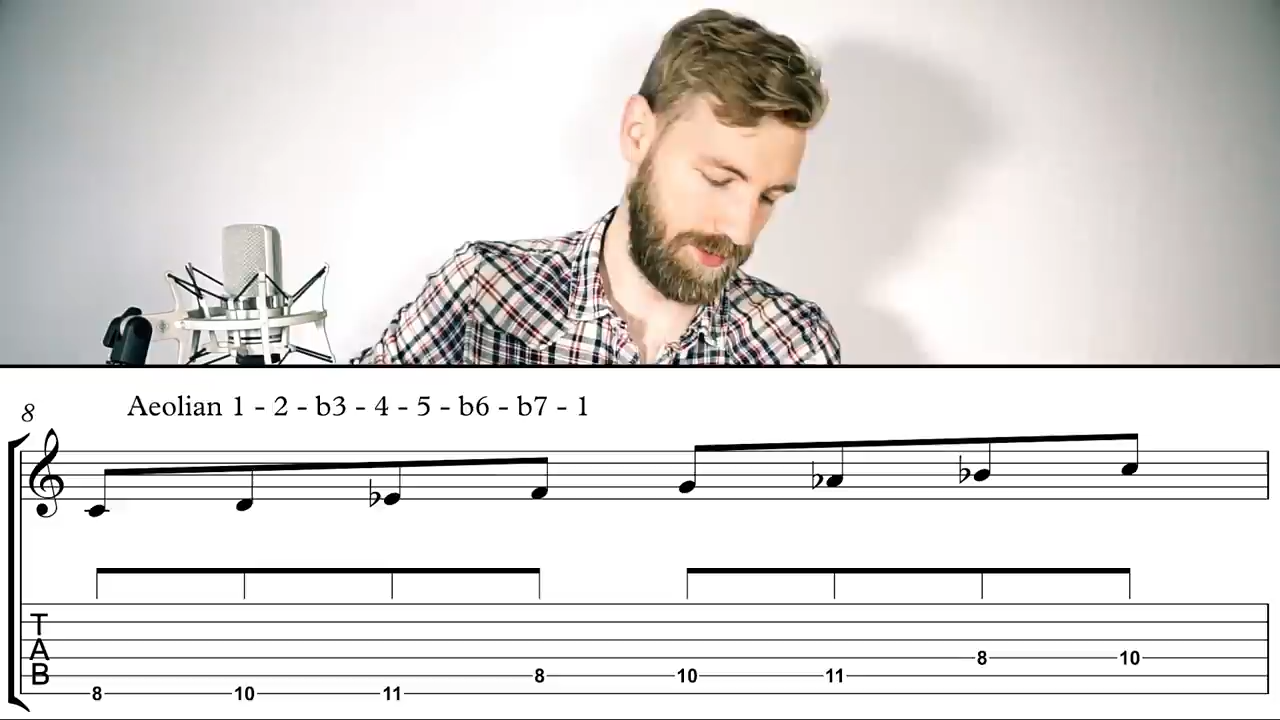 8
Aeolian 1 - 2 - b3 - 4 - 5 - b6 - b7 - 1
T
A
B
8 10
8 10 11
8 10 11